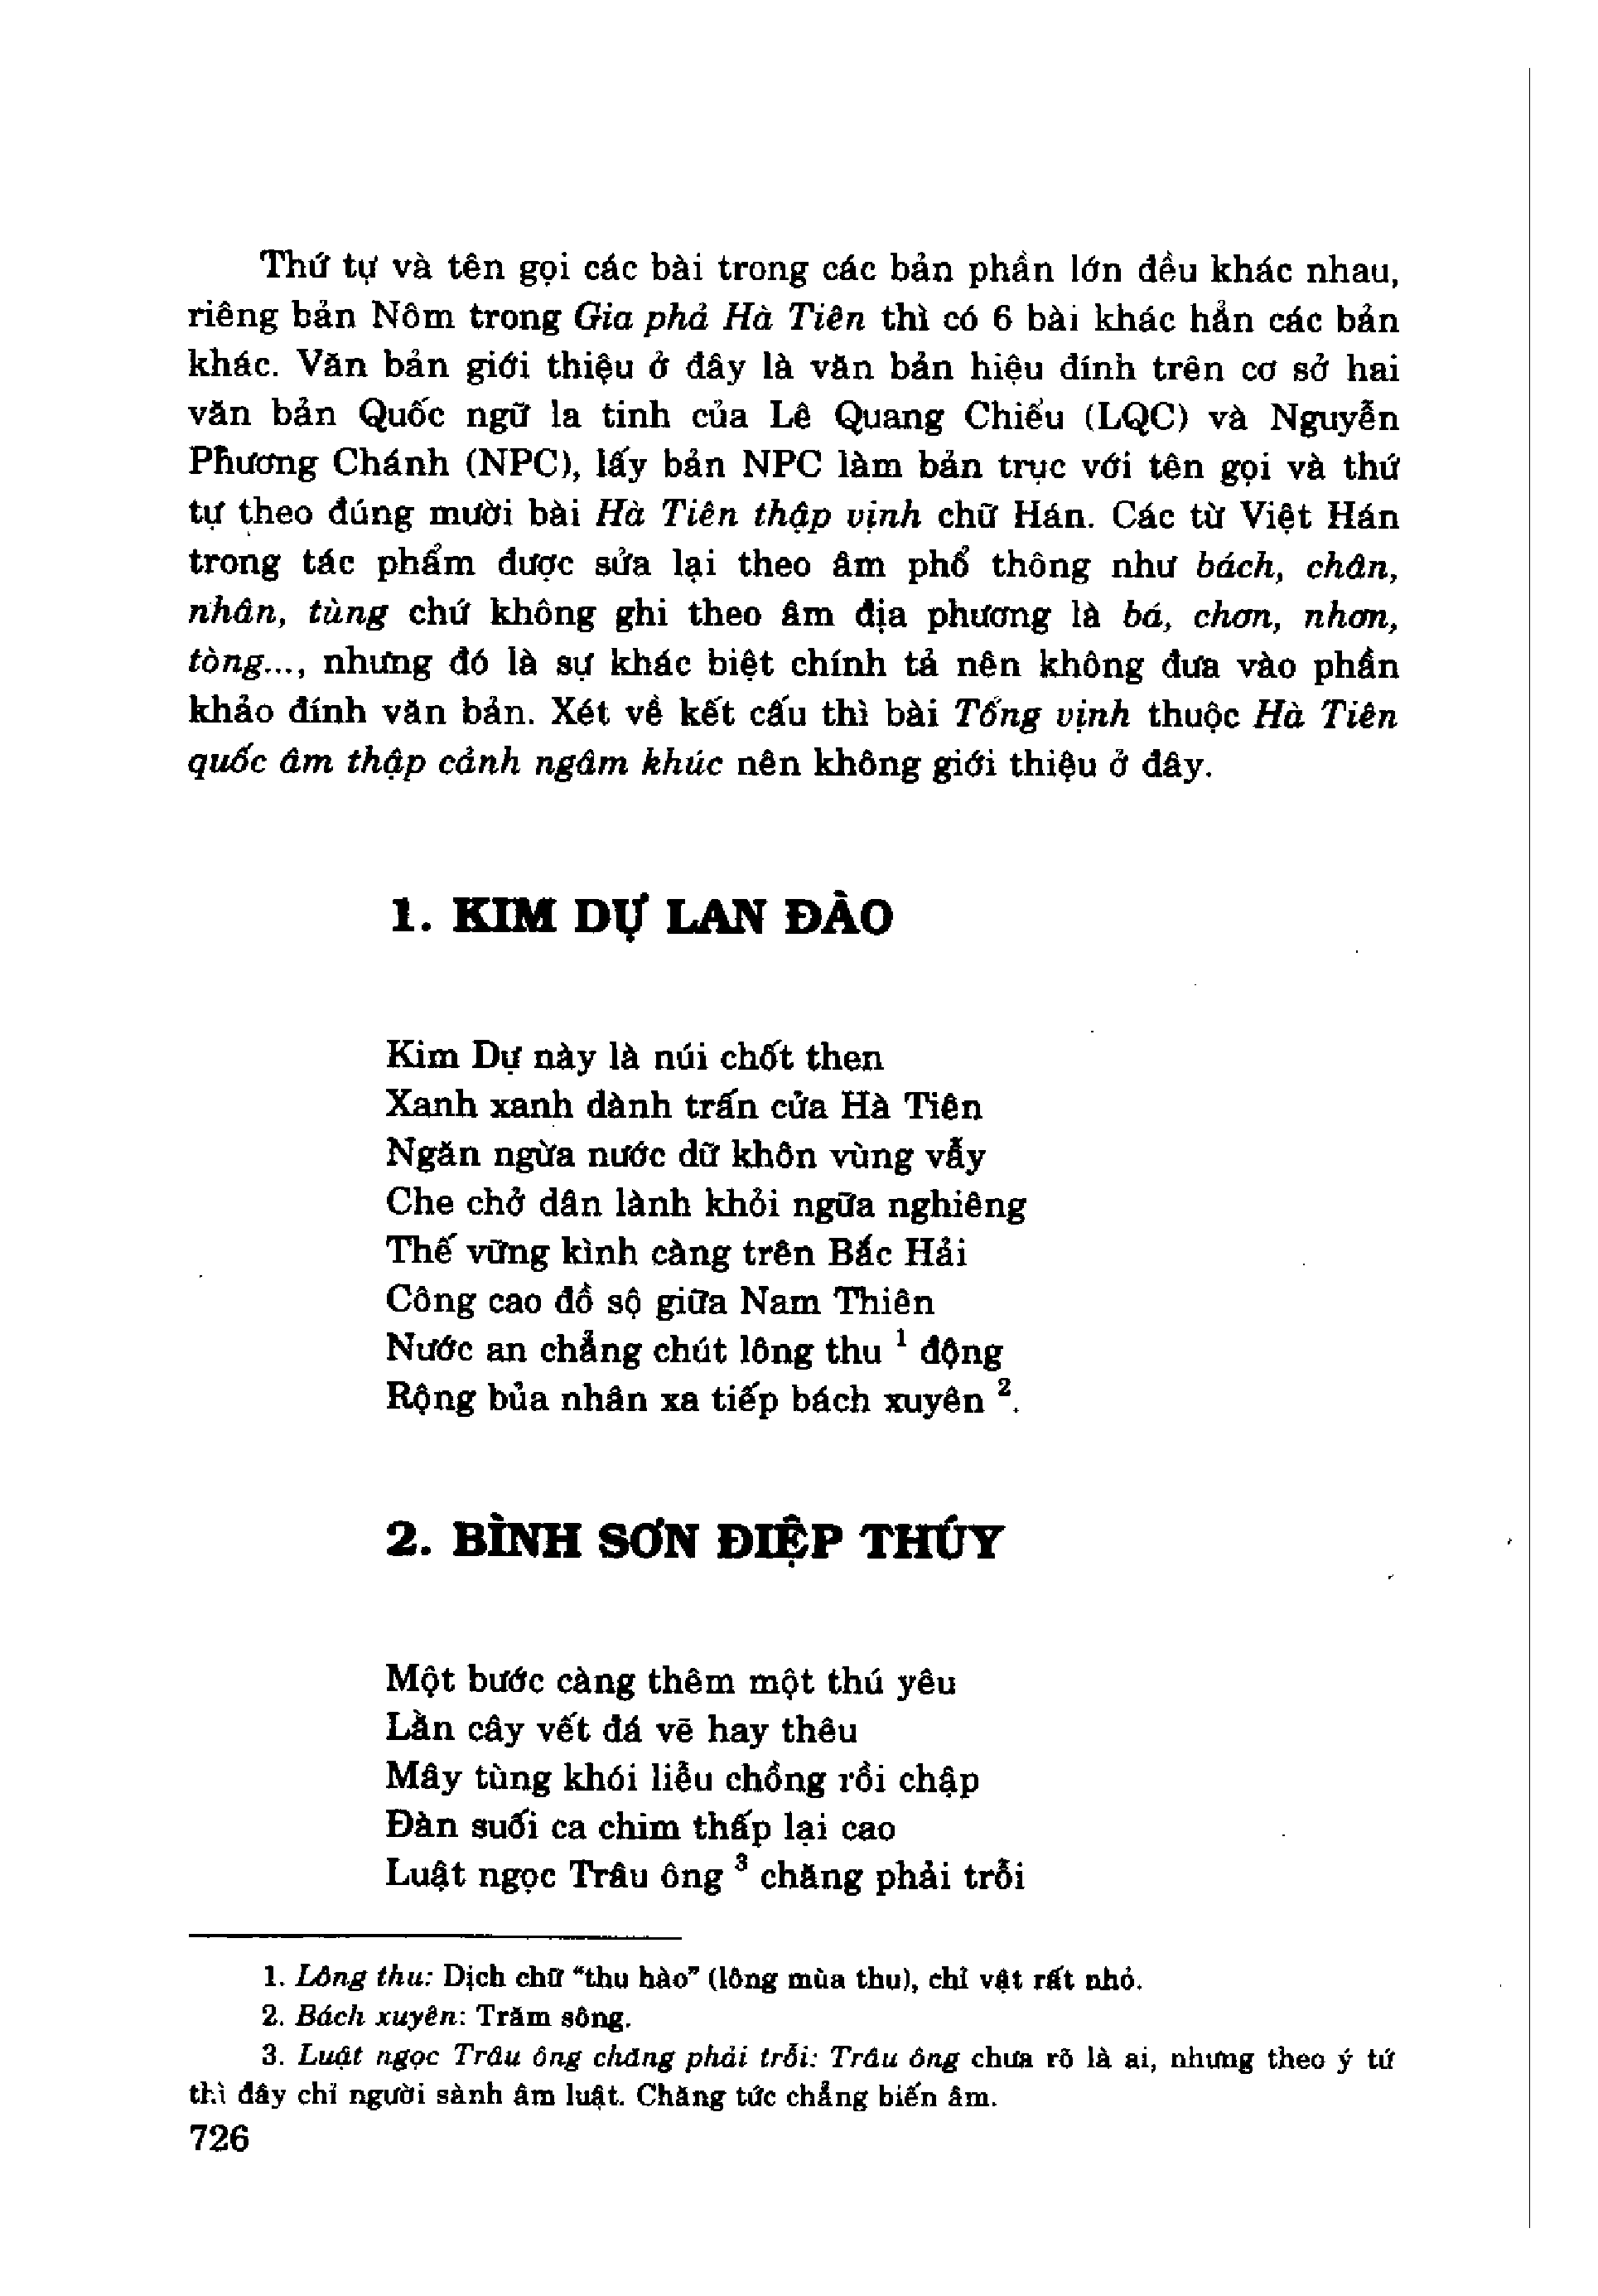 Thứ tự và tên gọi các bài trong các bản phần lớn đều khác nhau,
riêng bản Nôm trong Gia phả Hà Tiên thì có 6 bài khác hẳn các bản
khác. Văn bản giới thiệu ở đây là văn bản hiệu đính trên cơ sở hai
văn bản Quốc ngữ la tinh của Lê Quang Chiểu (LQC) và Nguyễn
Phương Chánh (NPC), lấy bản NPC làm bản trục với tên gọi và thứ
tự theo đúng mười bài Hà Tiên thập vịnh chữ Hán. Các từ Việt Hán
trong tác phẩm được sửa lại theo âm phổ thông như bách, chân,
nhân, tùng chứ không ghi theo âm địa phương là bá, chơn, nhơn,
tòng..., nhưng đó là sự khác biệt chính tả nên không đưa vào phần
khảo đính văn bản. Xét về kết cấu thì bài Tổng vịnh thuộc Hà Tiên
quốc âm thập cảnh ngâm khúc nên không giới thiệu ở đây.
1. KIM DỰ LAN ĐÀO
Kim Dự này là núi chốt then
Xanh xanh dành trấn cửa Hà Tiên
Ngăn ngừa nước dữ khôn vùng vẫy
Che chở dân lành khỏi ngữa nghiêng
Thế vững kình càng trên Bắc Hải
Công cao đồ sộ giữa Nam Thiên
Nước an chẳng chút lông thu 1 động
Rộng bủa nhân xa tiếp bách xuyên 2.
2. BÌNH SƠN ĐIỆP THÚY
Một bước càng thêm một thú yêu
Lằn cây vết đá vẽ hay thêu
Mây tùng khói liễu chồng rồi chập
Đàn suối ca chim thấp lại cao
Luật ngọc Trâu ông 3 chăng phải trỗi
1. Lông thu: Dịch chữ “thu hào” (lông mùa thu), chỉ vật rất nhỏ.
2. Bách xuyên: Trăm sông.
3. Luật ngọc Trâu ông chăng phải trỗi: Trâu ông chưa rõ là ai, nhưng theo ý tứ
thì đây chỉ người sành âm luật. Chăng tức chẳng biến âm.
726